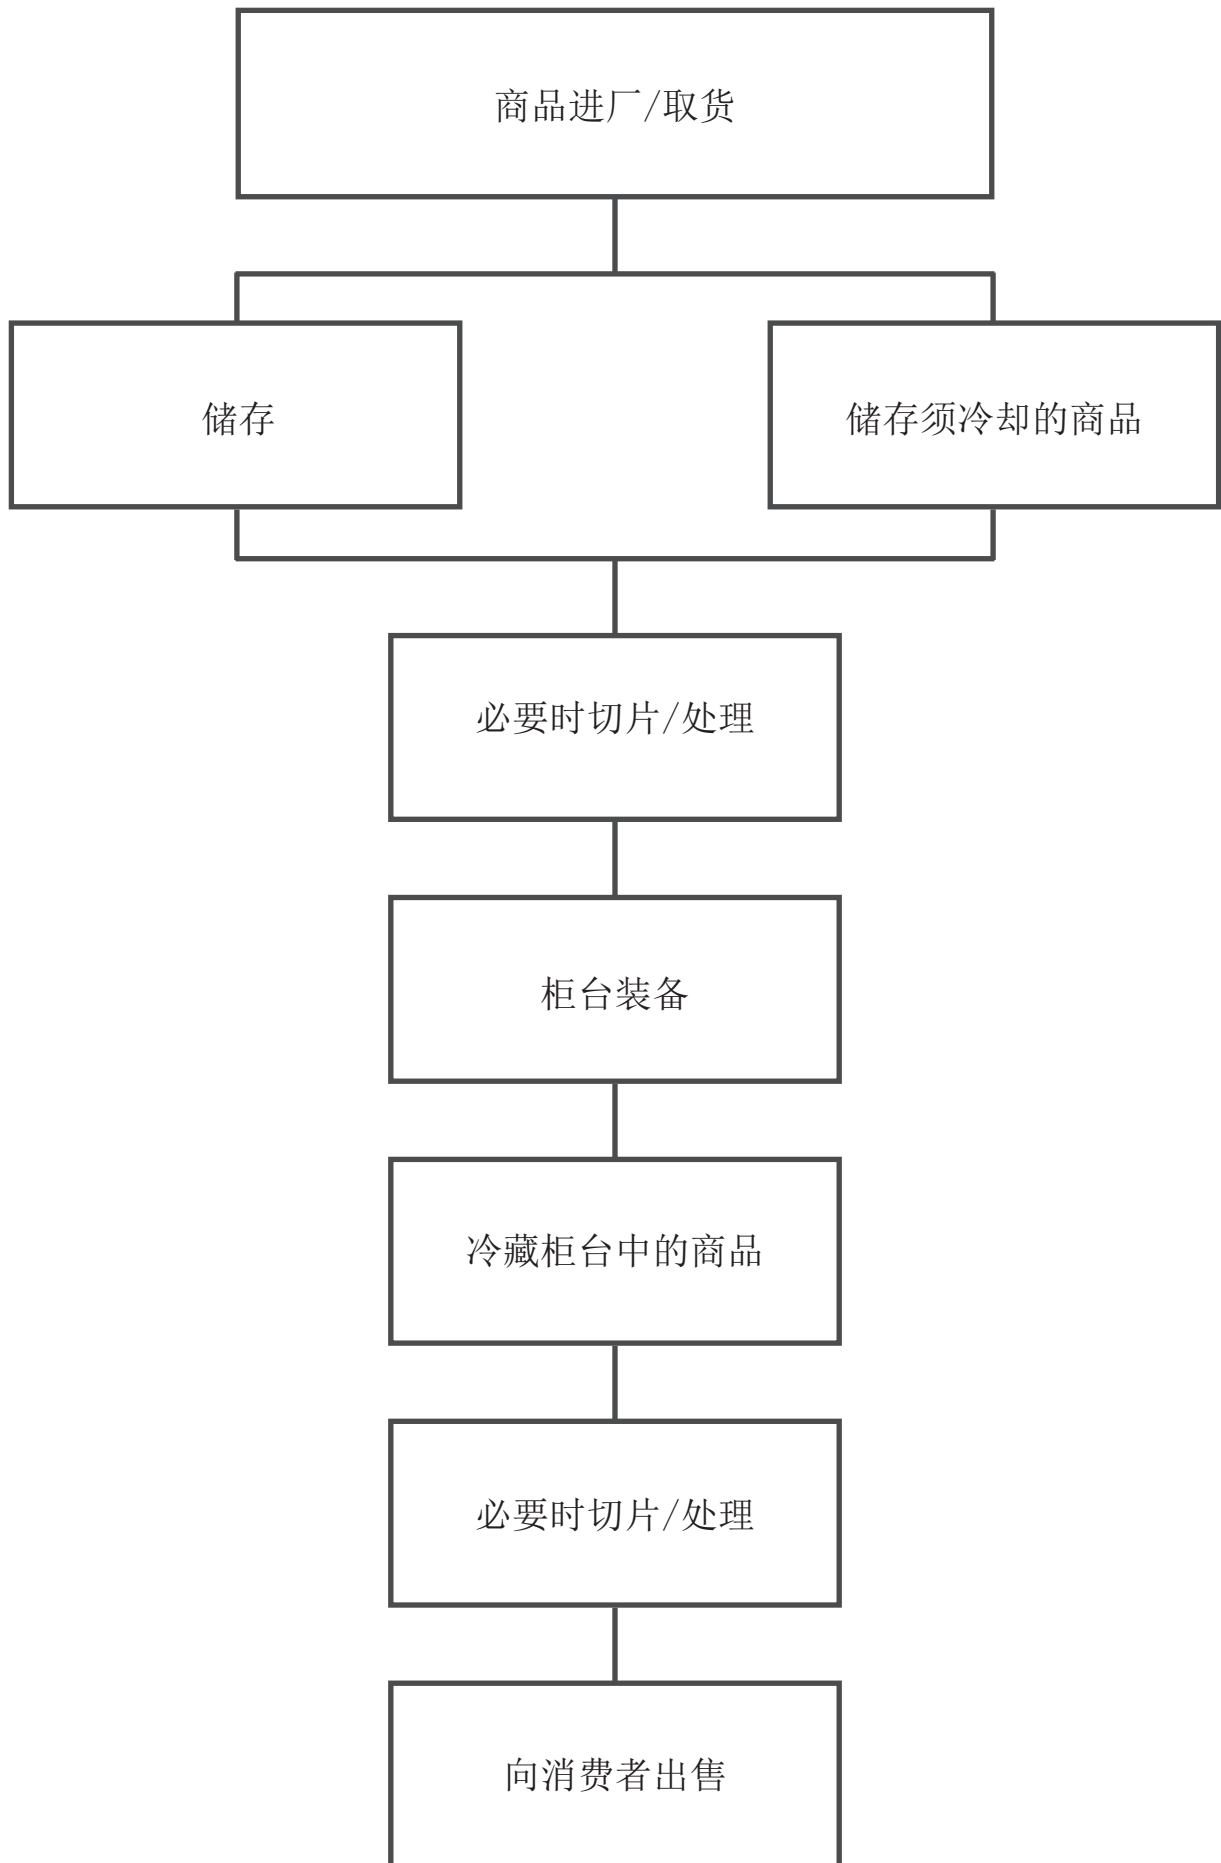 商品进厂/取货
储存
储存须冷却的商品
必要时切片/处理
柜台装备
冷藏柜台中的商品
必要时切片/处理
向消费者出售